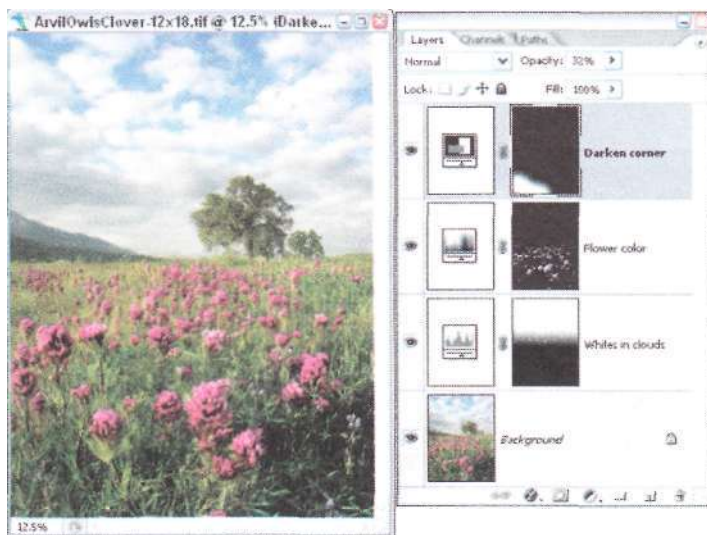 ArvilOwlsClover-12x18.tif @ 12.5% (Darke...
12.5%
Layers Channels Paths
Normal Opacity: 32%
Lock: Fill: 100%
Darken corner
Flower color
Whites in clouds
Background